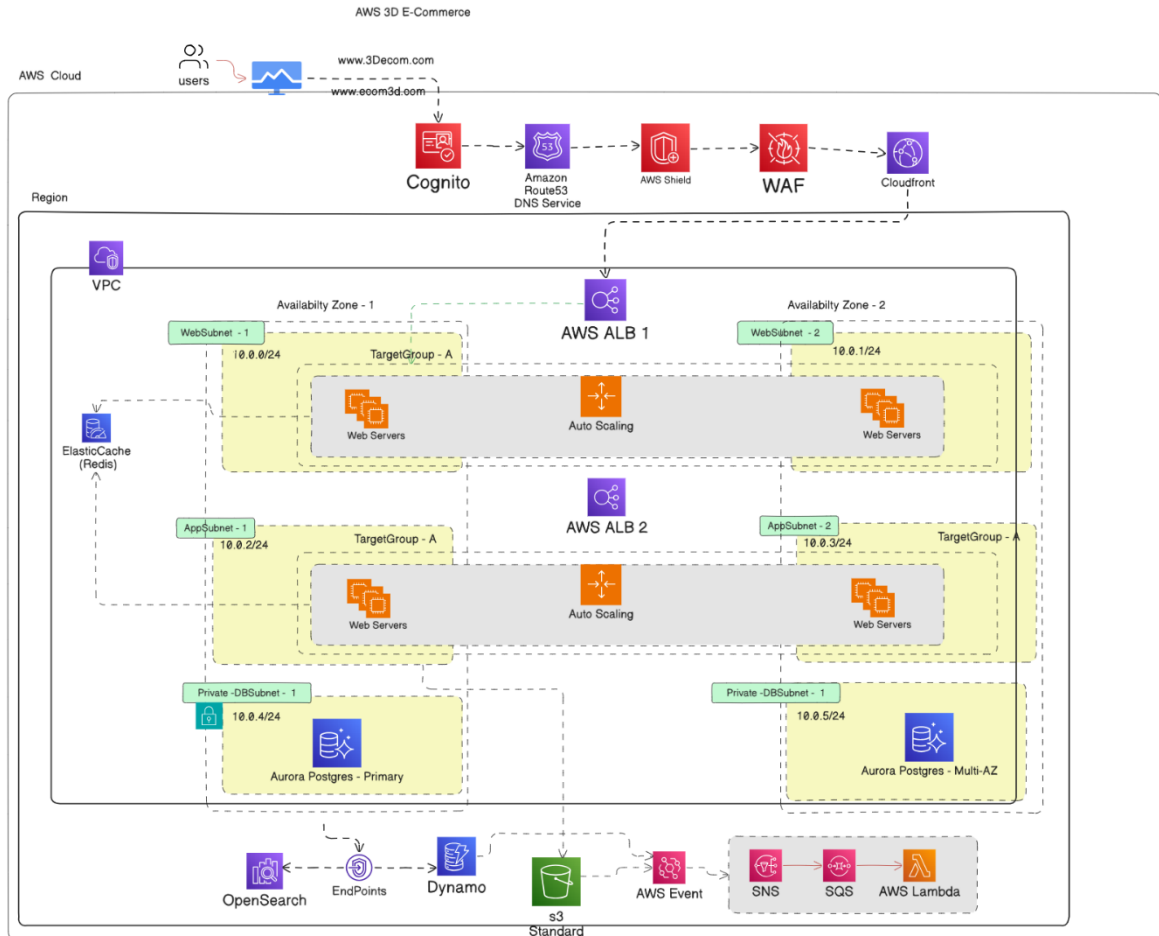 AWS 3D E-Commerce
www.3Decom.com
users
AWS Cloud
www.ecom3d.com
53
Cognito
Amazon
Route53
DNS Service
AWS Shield
WAF
Cloudfront
Region
VPC
Availabilty Zone - 1
AWS ALB 1
Availabilty Zone - 2
WebSubnet - 1
WebSubnet - 2
10.0.0/24
TargetGroup - A
10.0.1/24
Web Servers
Auto Scaling
Web Servers
ElasticCache
(Redis)
AWS ALB 2
AppSubnet - 1
AppSubnet - 2
10.0.2/24
TargetGroup - A
10.0.3/24
TargetGroup - A
Web Servers
Auto Scaling
Web Servers
Private -DBSubnet - 1
Private -DBSubnet - 1
10.0.4/24
10.0.5/24
Aurora Postgres - Primary
Aurora Postgres - Multi-AZ
OpenSearch
EndPoints
Dynamo
s3
Standard
AWS Event
SNS
SQS
AWS Lambda